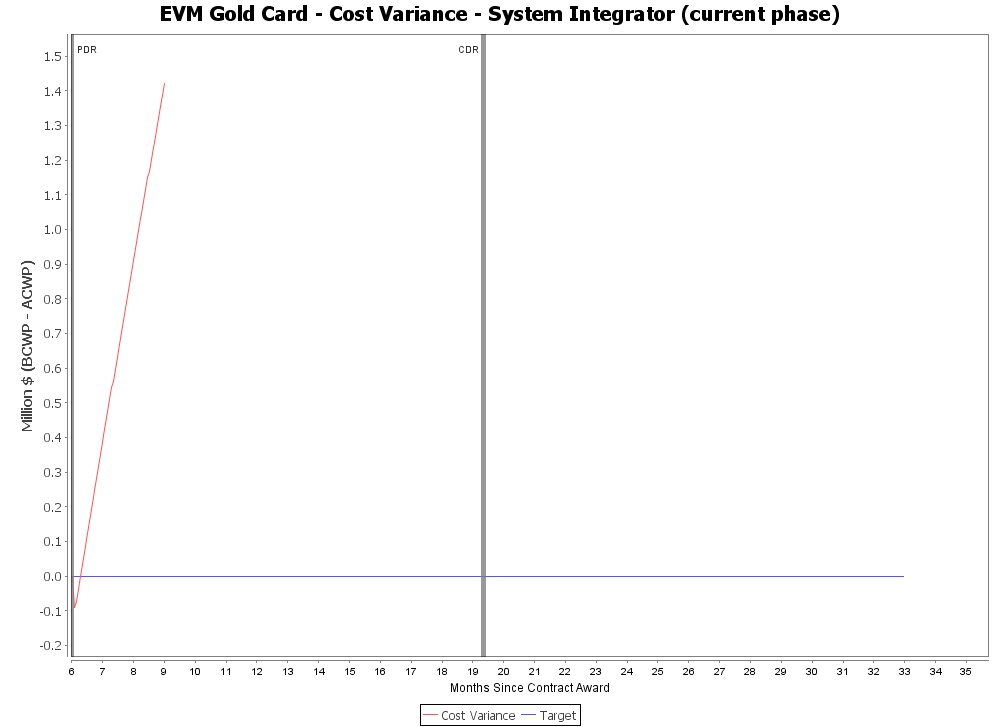 EVM Gold Card - Cost Variance - System Integrator (current phase)
PDR
CDR
1.5
1.4
1.3
1.2
1.1
1.0
0.9
0.8
0.7
0.6
0.5
0.4
0.3
0.2
0.1
0.0
-0.1
-0.2
Million $ (BCWP - ACWP)
6 7 8 9 10 11 12 13 14 15 16 17 18 19 20 21 22 23 24 25 26 27 28 29 30 31 32 33 34 35
Months Since Contract Award
Cost Variance Target